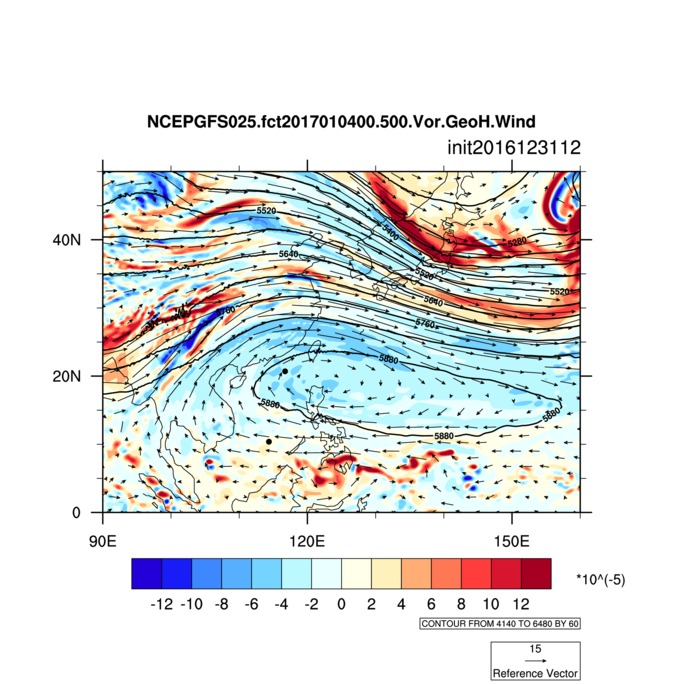 NCEPGFS025.fct2017010400.500.Vor.GeoH.Wind
init2016123112
5520
5400
5280
40N
5640
5520
5520
5640
5760
5760
5880
20N
5880
5880
5880
0
90E 120E 150E
-12 -10 -8 -6 -4 -2 0 2 4 6 8 10 12
*10^(-5)
CONTOUR FROM 4140 TO 6480 BY 60
15
Reference Vector